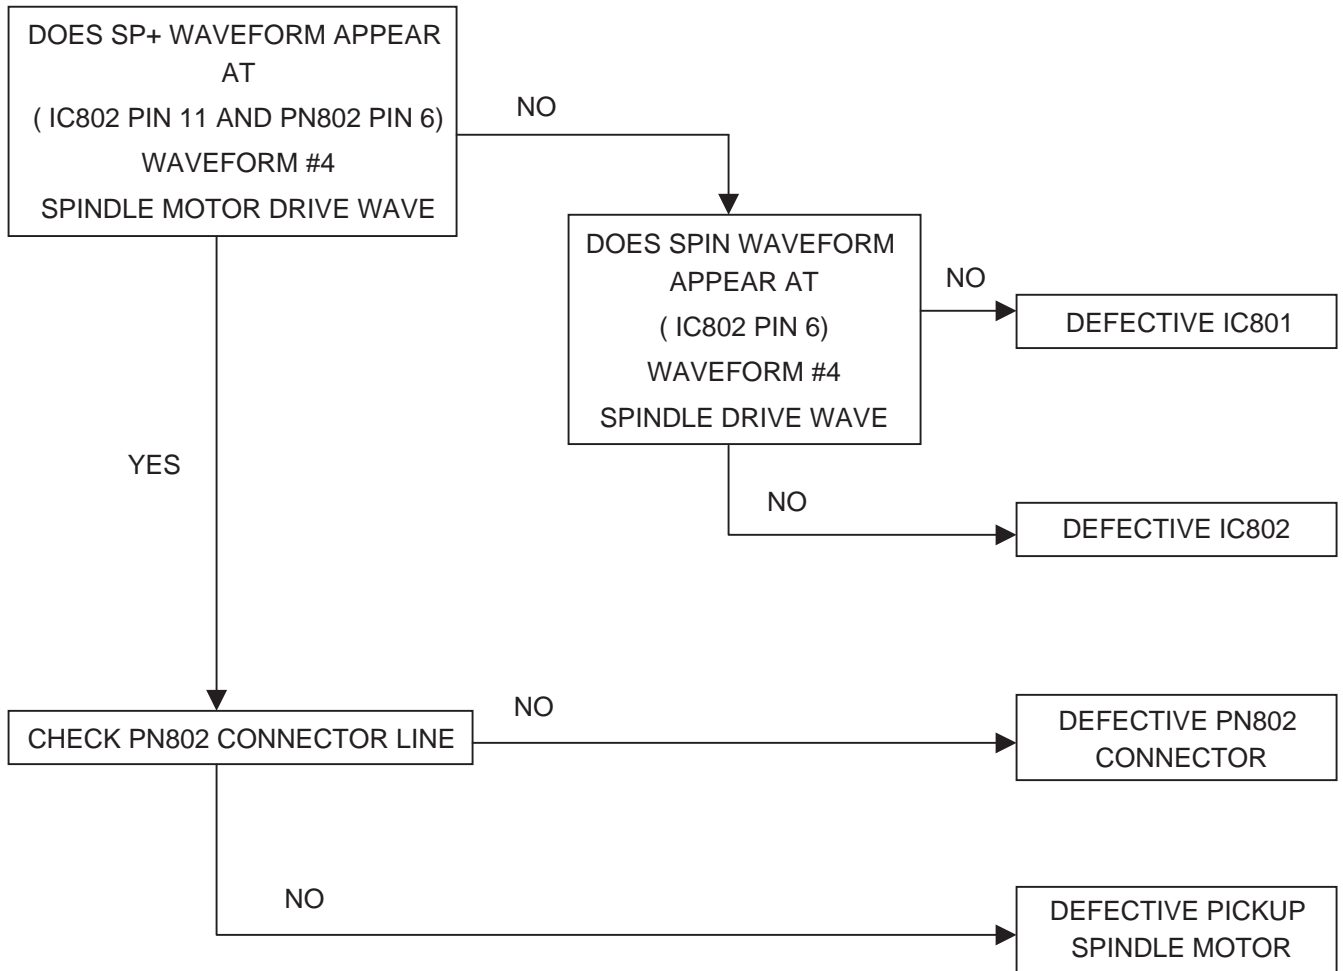 DOES SP+ WAVEFORM APPEAR
AT
( IC802 PIN 11 AND PN802 PIN 6)
WAVEFORM #4
SPINDLE MOTOR DRIVE WAVE
NO
DOES SPIN WAVEFORM
APPEAR AT
( IC802 PIN 6)
WAVEFORM #4
SPINDLE DRIVE WAVE
NO
DEFECTIVE IC801
YES
NO
DEFECTIVE IC802
CHECK PN802 CONNECTOR LINE
NO
DEFECTIVE PN802
CONNECTOR
NO
DEFECTIVE PICKUP
SPINDLE MOTOR